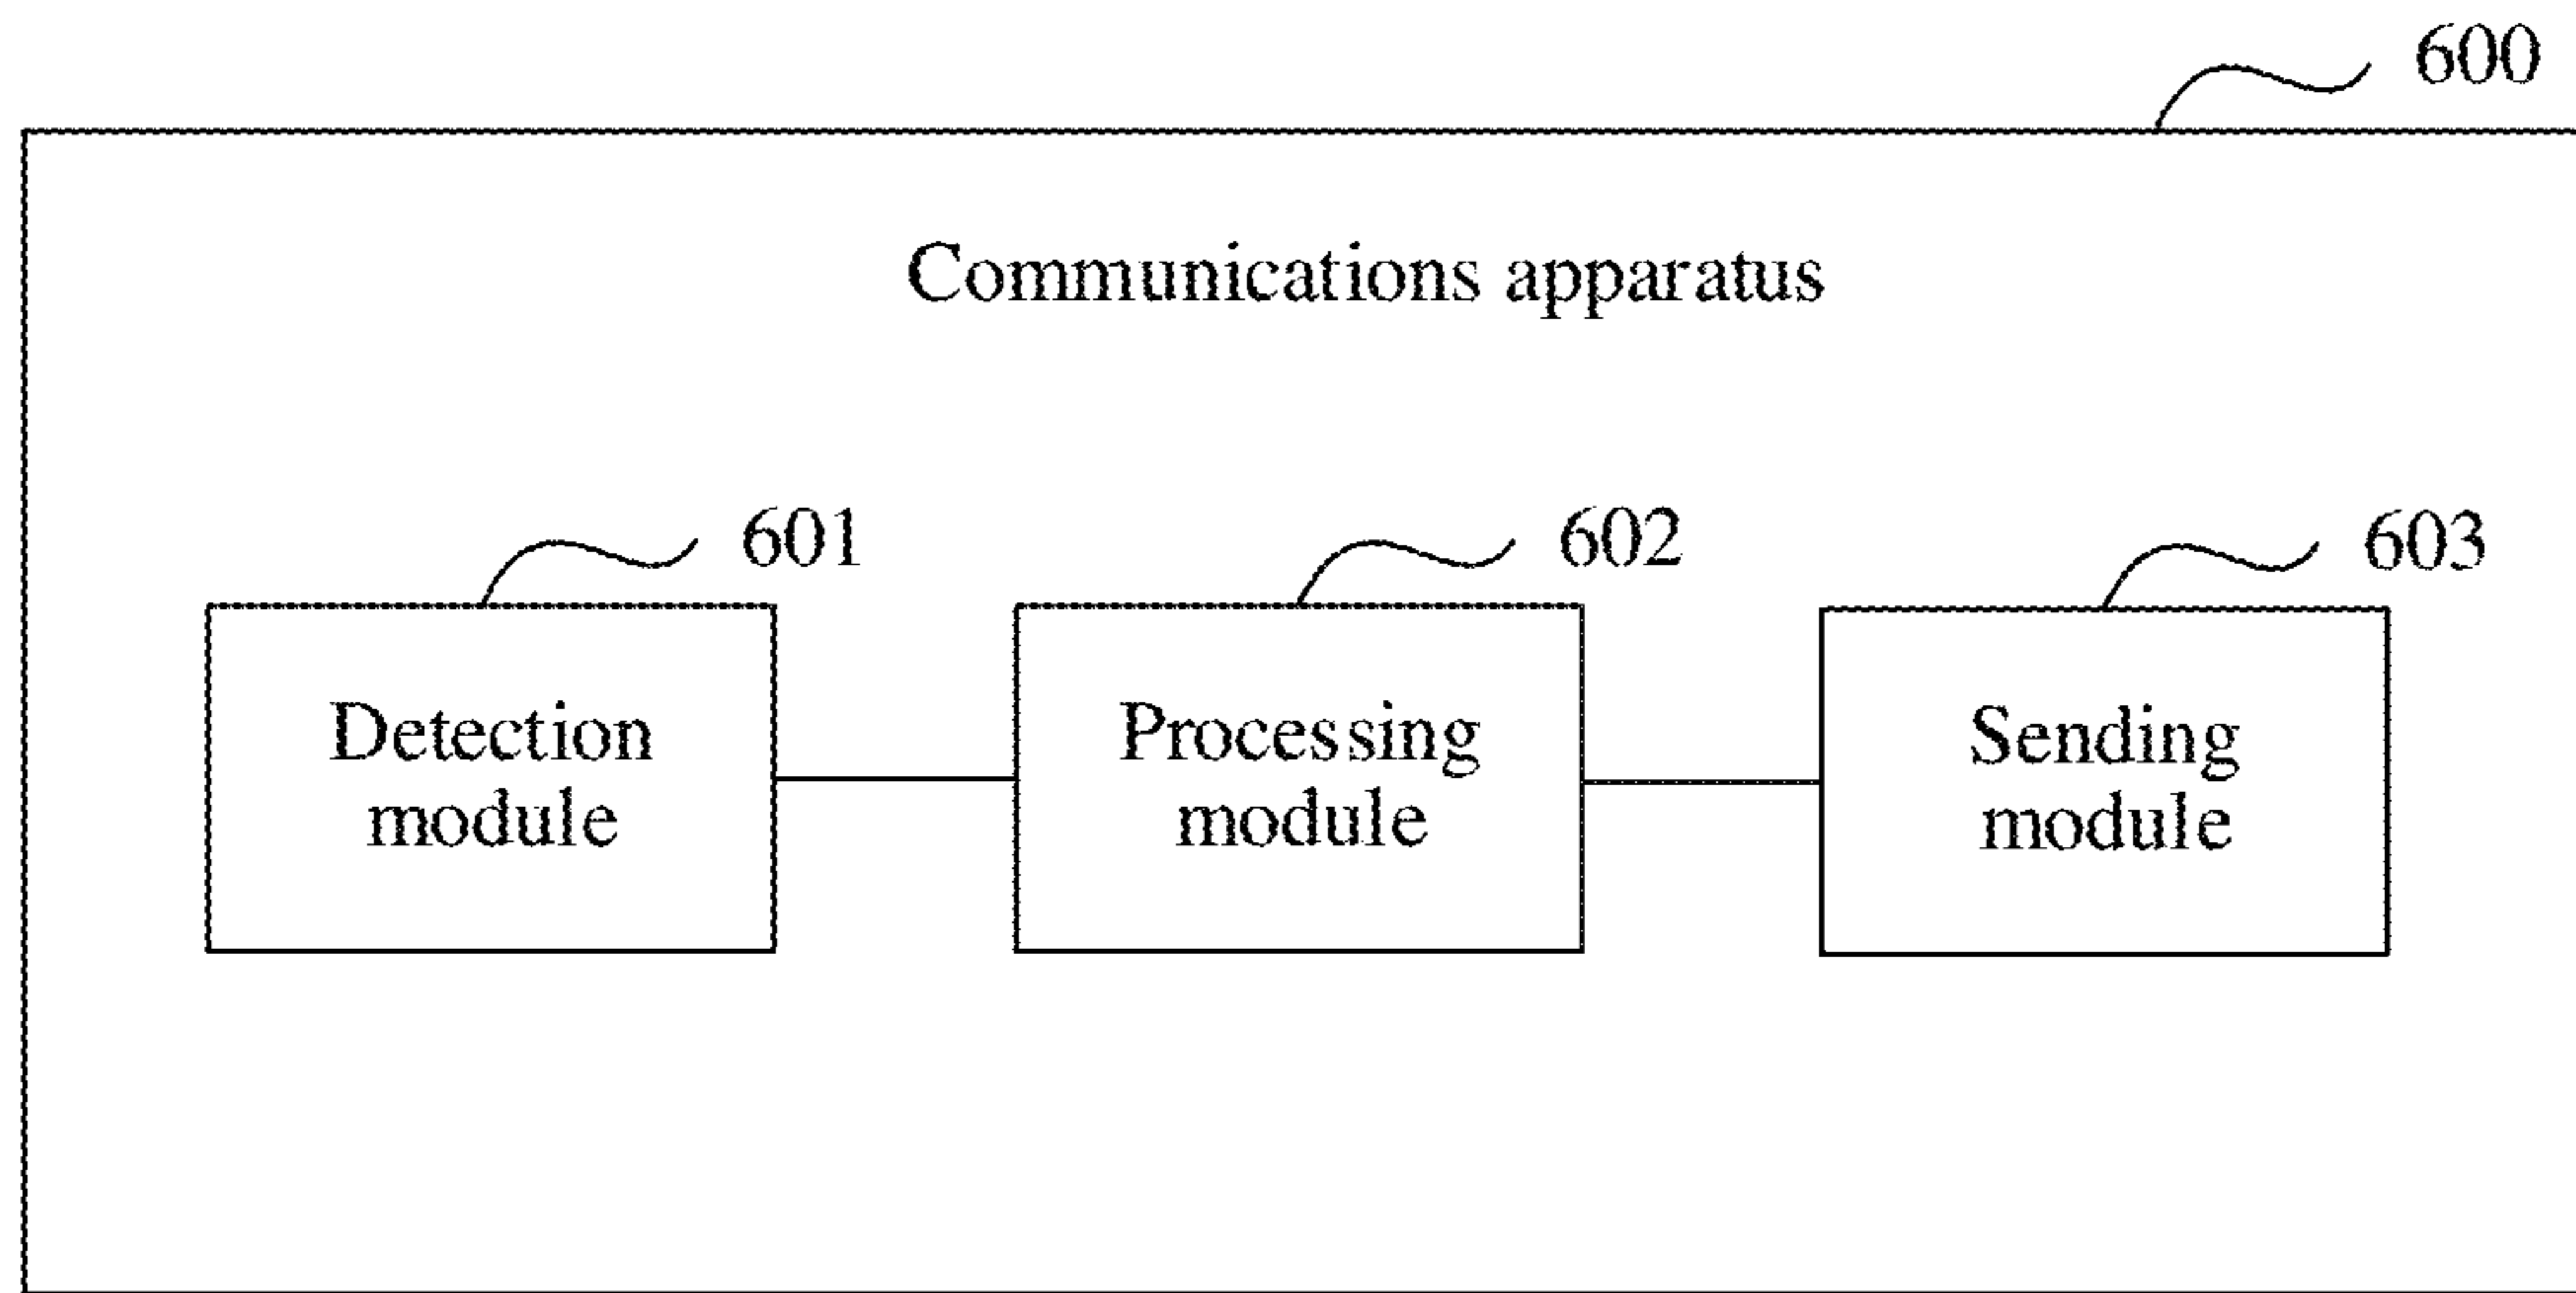 600
Communications apparatus
601
602
603
Detection
module
Processing
module
Sending
module